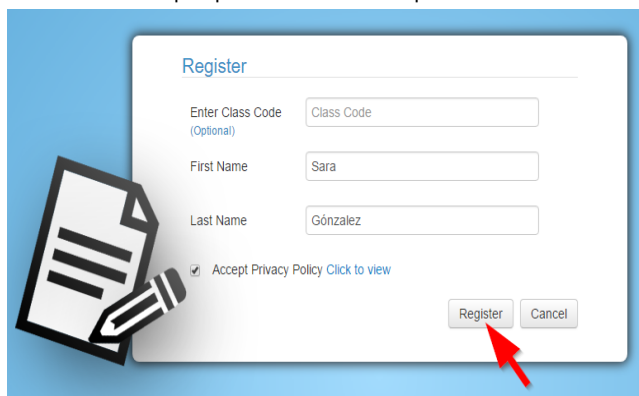 Register
Enter Class Code Class Code
(Optional)
First Name Sara
Last Name Gónzalez
Accept Privacy Policy Click to view
Register Cancel